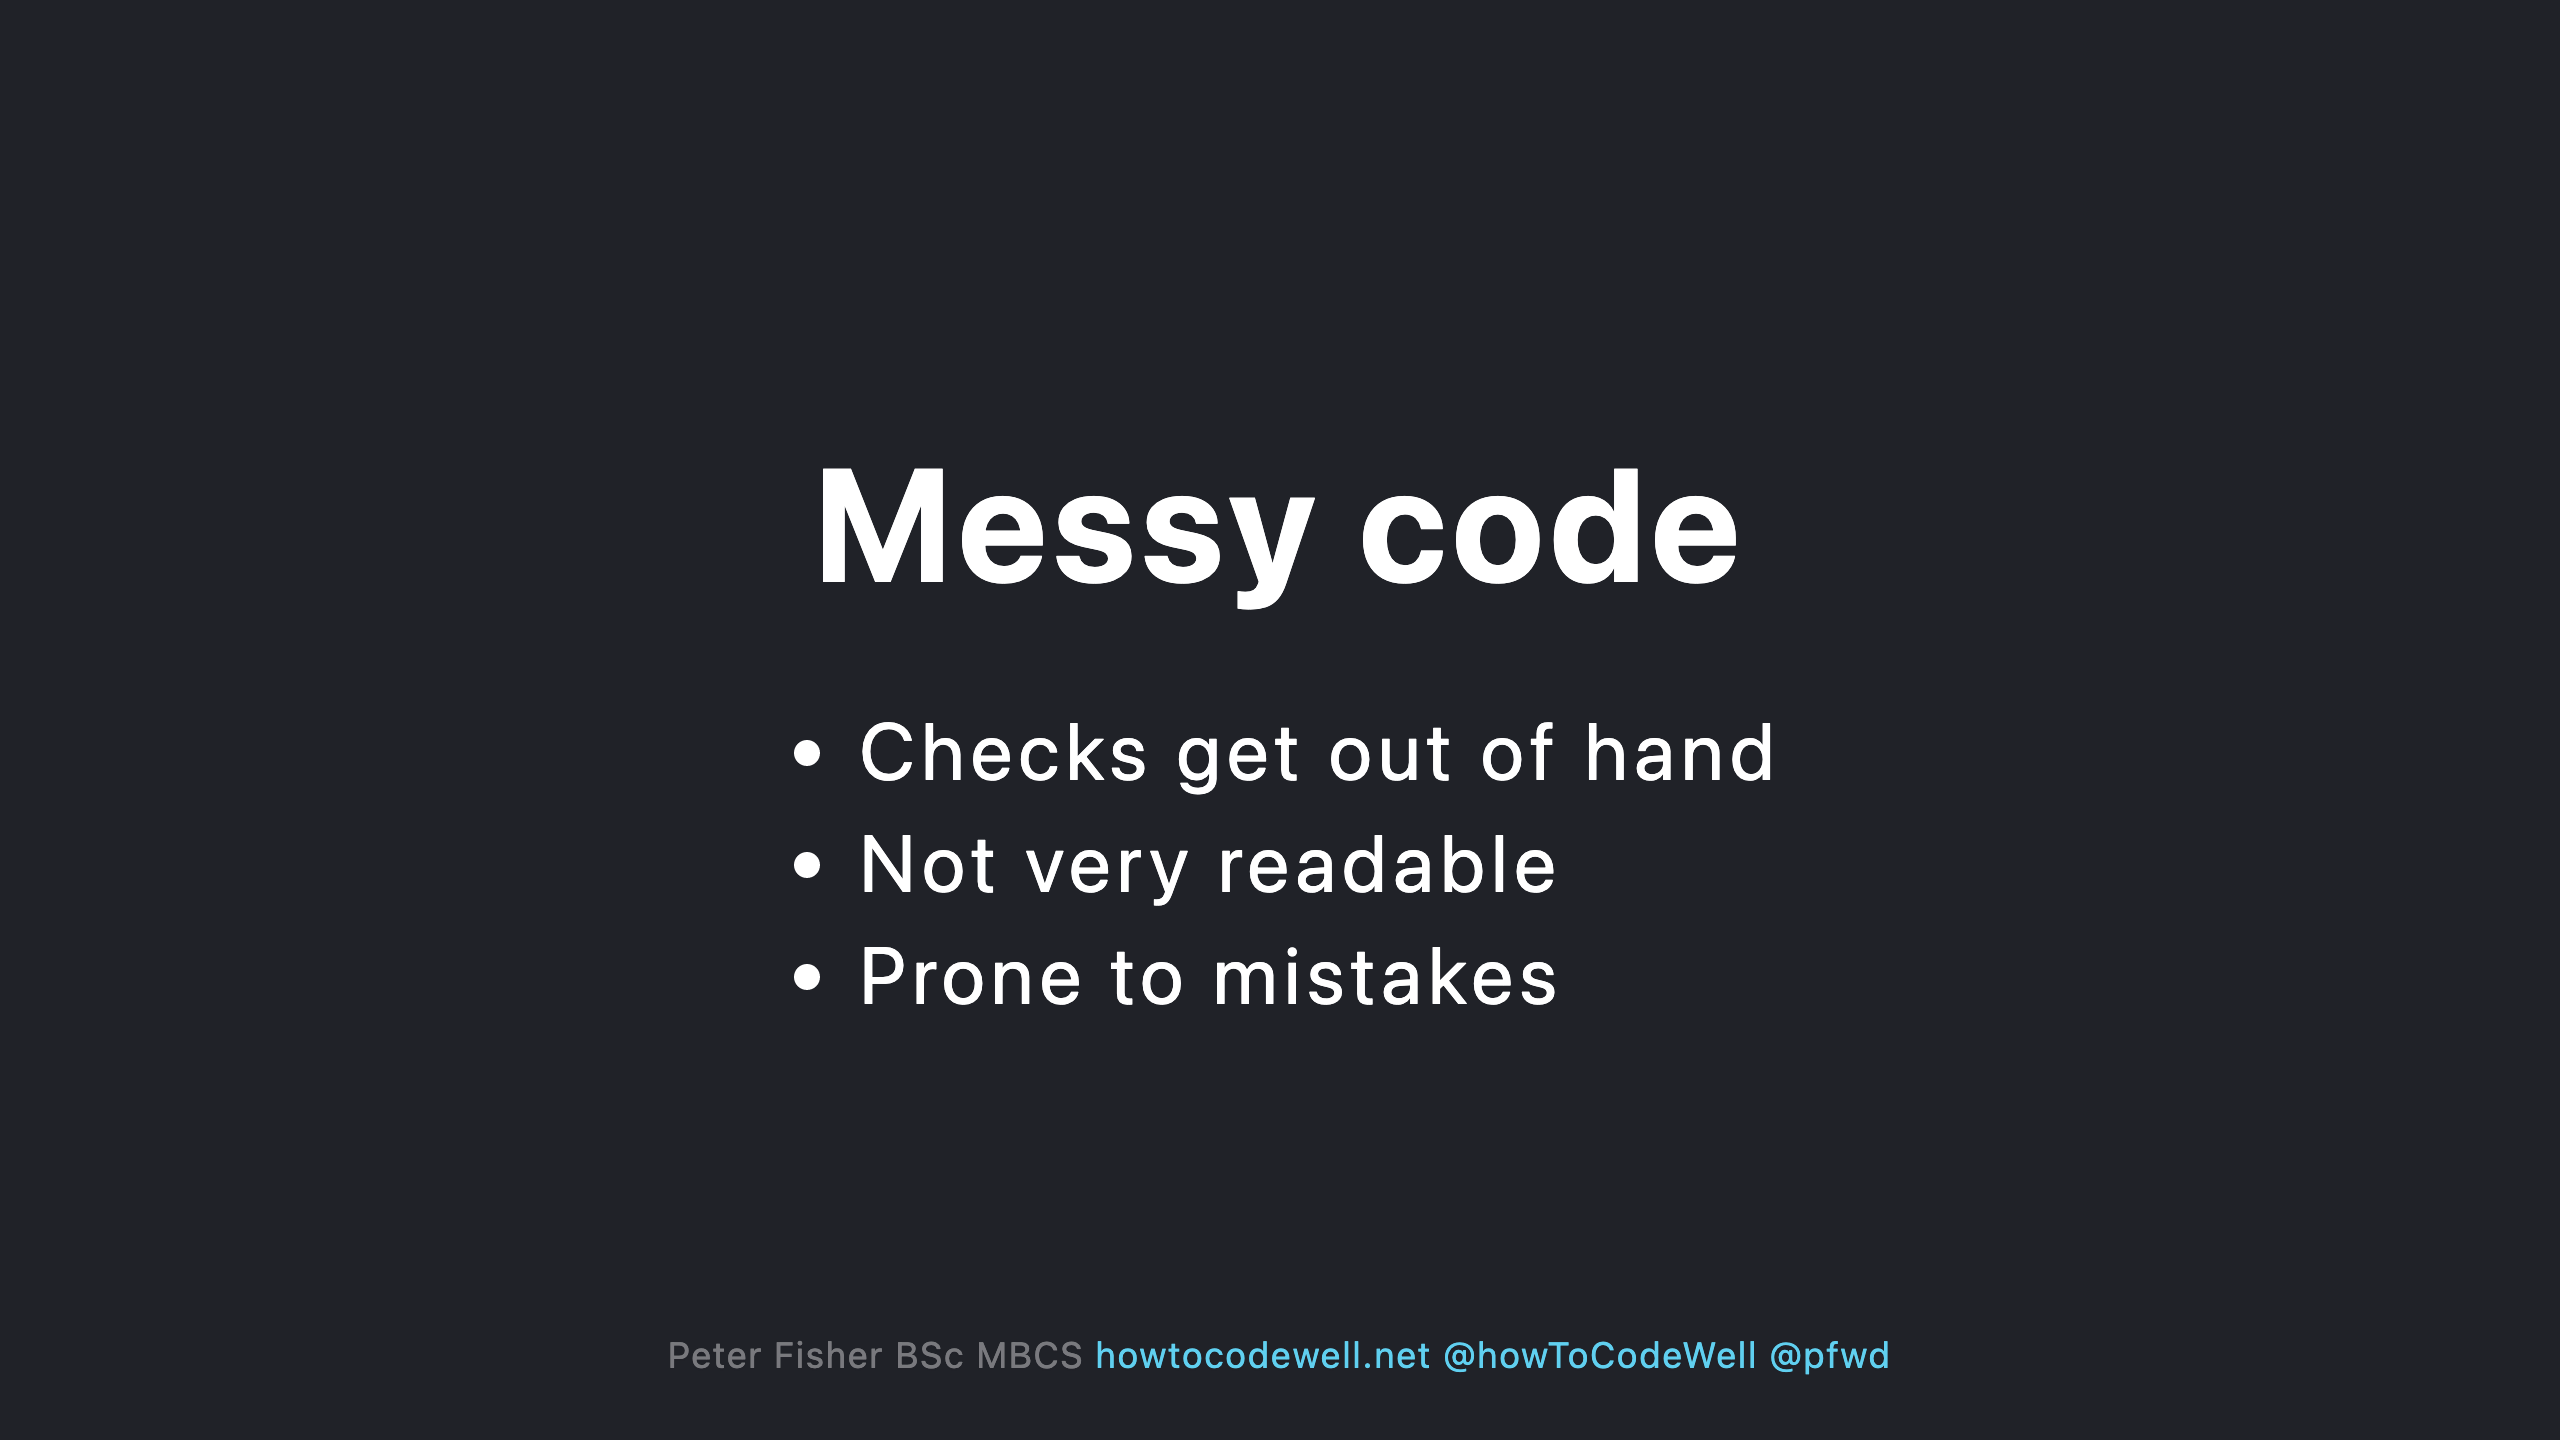 Messy code
• Checks get out of hand
• Not very readable
• Prone to mistakes
Peter Fisher BSc MBCS howtocodewell.net @howToCodeWell @pfwd